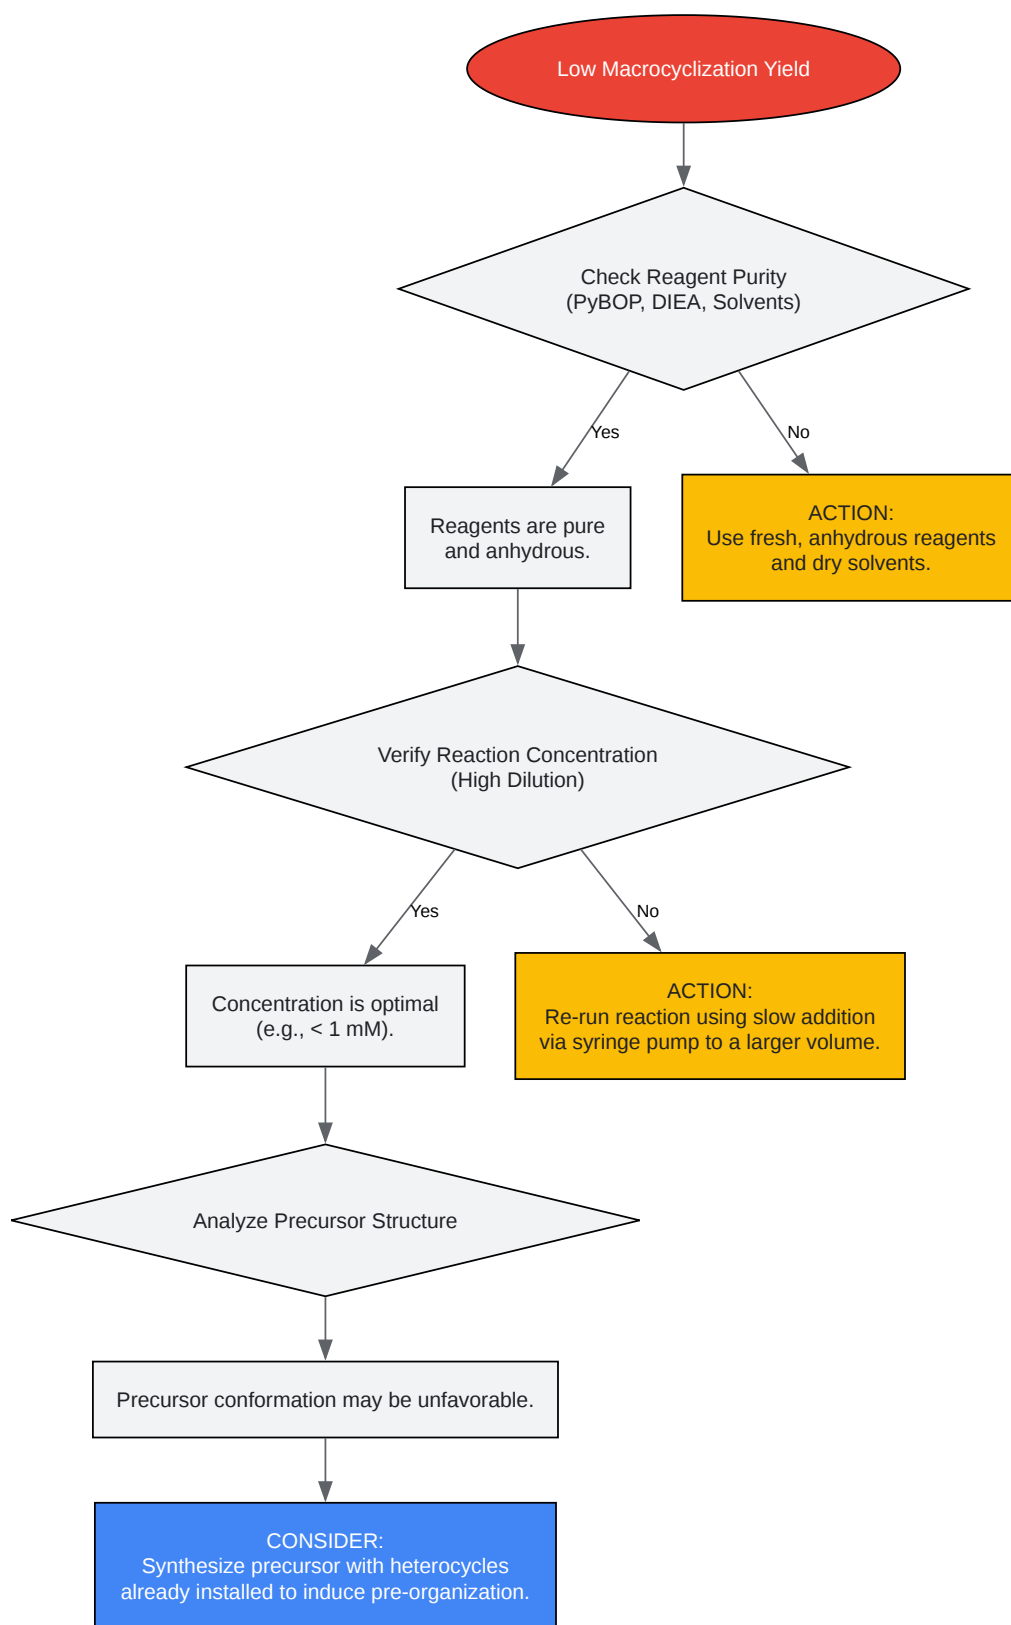 Low Macrocyclization Yield
Check Reagent Purity
(PyBOP, DIEA, Solvents)
Yes
No
Reagents are pure
and anhydrous.
ACTION:
Use fresh, anhydrous reagents
and dry solvents.
Verify Reaction Concentration
(High Dilution)
Yes
No
Concentration is optimal
(e.g., < 1 mM).
ACTION:
Re-run reaction using slow addition
via syringe pump to a larger volume.
Analyze Precursor Structure
Precursor conformation may be unfavorable.
CONSIDER:
Synthesize precursor with heterocycles
already installed to induce pre-organization.